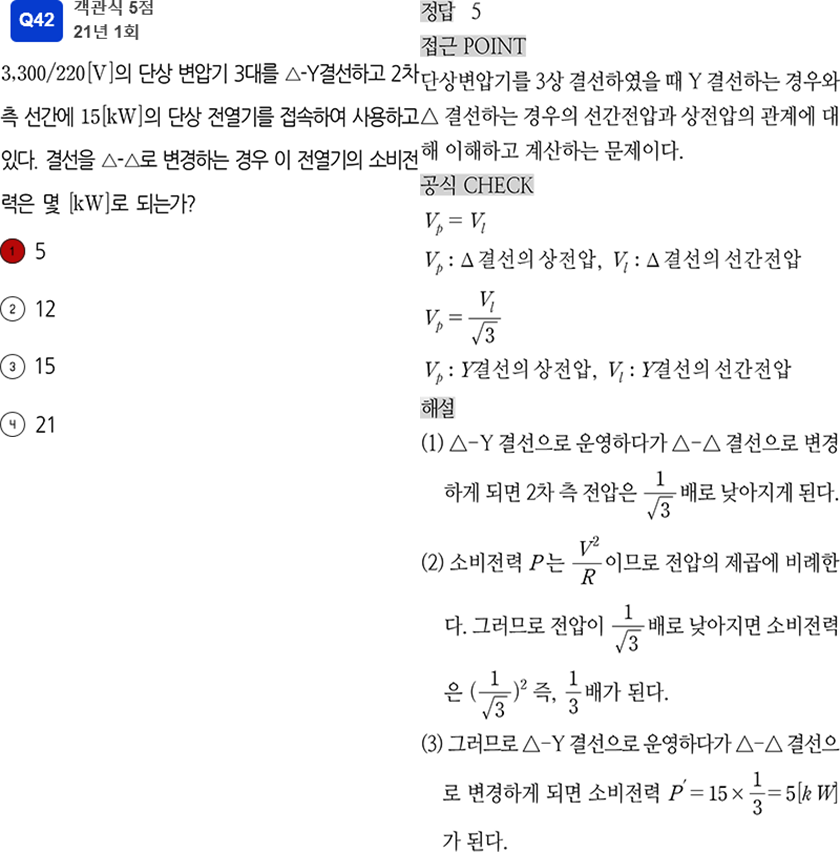 Q42
객관식 5점
21년 1회
3,300/220[V]의 단상 변압기 3대를 △-Y결선하고 2차
측 선간에 15[kW]의 단상 전열기를 접속하여 사용하고
있다. 결선을 △-△로 변경하는 경우 이 전열기의 소비전
력은 몇 [kW]로 되는가?
① 5
② 12
③ 15
④ 21
정답 5
접근 POINT
단상변압기를 3상 결선하였을 때 Y 결선하는 경우와
△ 결선하는 경우의 선간전압과 상전압의 관계에 대
해 이해하고 계산하는 문제이다.
공식 CHECK
V_p = V_l
V_p : Δ결선의 상전압, V_l : Δ결선의 선간전압
V_p = V_l/√3
V_p : Y결선의 상전압, V_l : Y결선의 선간전압
해설
(1) △-Y 결선으로 운영하다가 △-△ 결선으로 변경
하게 되면 2차 측 전압은 1/√3 배로 낮아지게 된다.
(2) 소비전력 P는 V²/R 이므로 전압의 제곱에 비례한
다. 그러므로 전압이 1/√3 배로 낮아지면 소비전력
은 (1/√3)² 즉, 1/3 배가 된다.
(3) 그러므로 △-Y 결선으로 운영하다가 △-△ 결선으
로 변경하게 되면 소비전력 P′ = 15 × 1/3 = 5[kW]
가 된다.